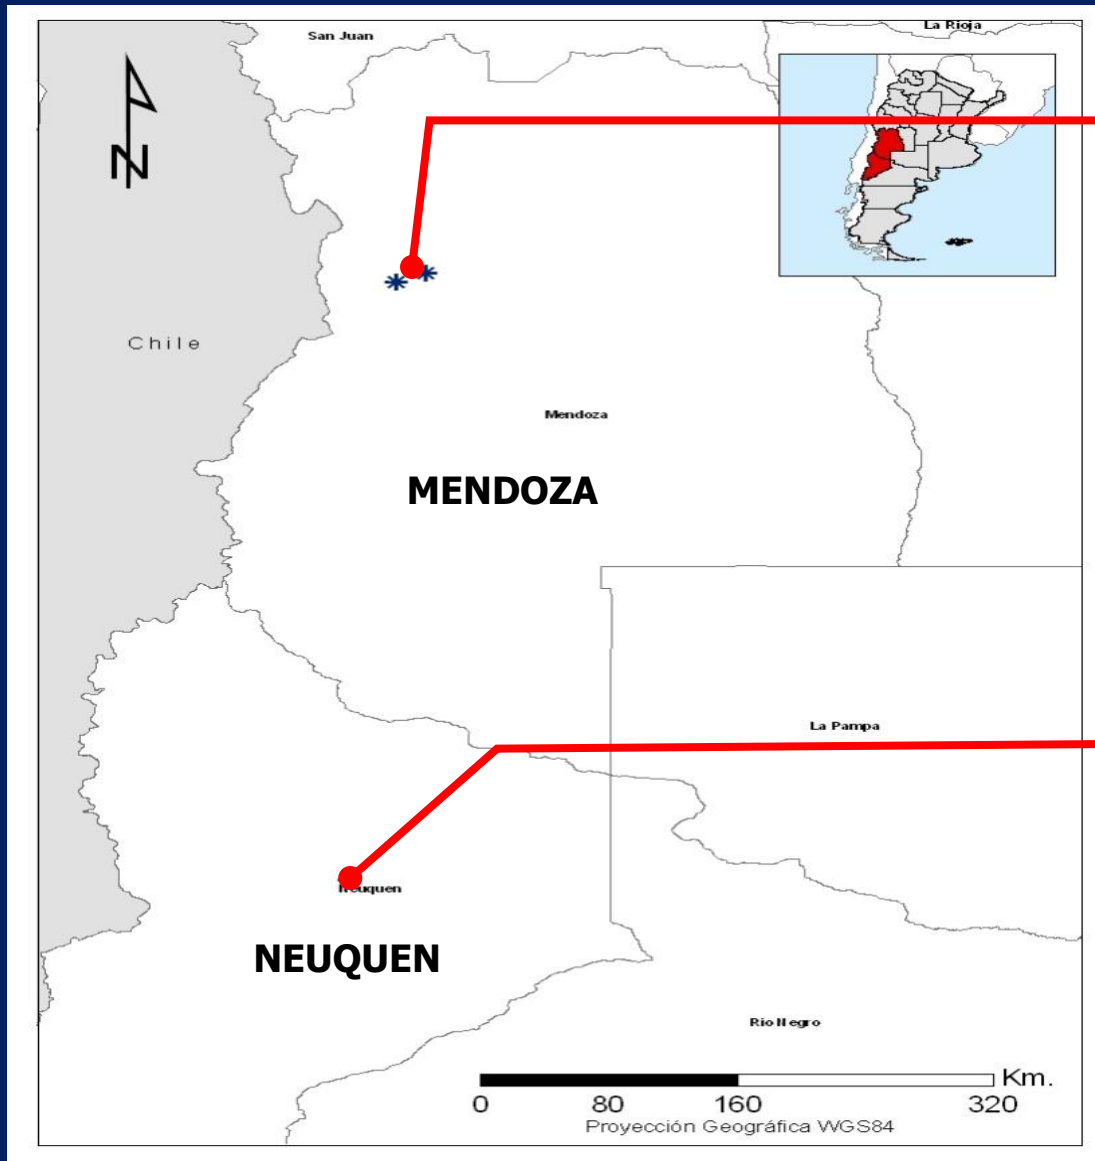 La Rioja
San Juan
N
Chile
Mendoza
MENDOZA
La Pampa
Neuquen
NEUQUEN
Rio Negro
Km.
0 80 160 320
Proyección Geográfica WGS84